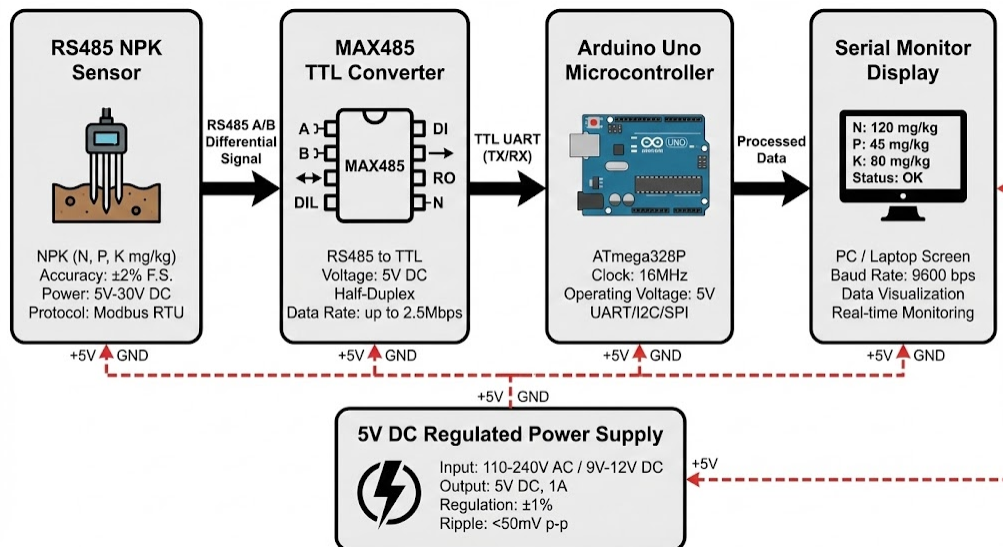 RS485 NPK
Sensor
NPK (N, P, K mg/kg)
Accuracy: ±2% F.S.
Power: 5V-30V DC
Protocol: Modbus RTU
RS485 A/B
Differential
Signal
MAX485
TTL Converter
A
B
DIL
MAX485
DI
RO
N
RS485 to TTL
Voltage: 5V DC
Half-Duplex
Data Rate: up to 2.5Mbps
TTL UART
(TX/RX)
Arduino Uno
Microcontroller
UNO
ATmega328P
Clock: 16MHz
Operating Voltage: 5V
UART/I2C/SPI
Processed
Data
Serial Monitor
Display
N: 120 mg/kg
P: 45 mg/kg
K: 80 mg/kg
Status: OK
PC / Laptop Screen
Baud Rate: 9600 bps
Data Visualization
Real-time Monitoring
+5V GND
+5V GND
+5V GND
+5V GND
+5V GND
5V DC Regulated Power Supply
Input: 110-240V AC / 9V-12V DC
Output: 5V DC, 1A
Regulation: ±1%
Ripple: <50mV p-p
+5V